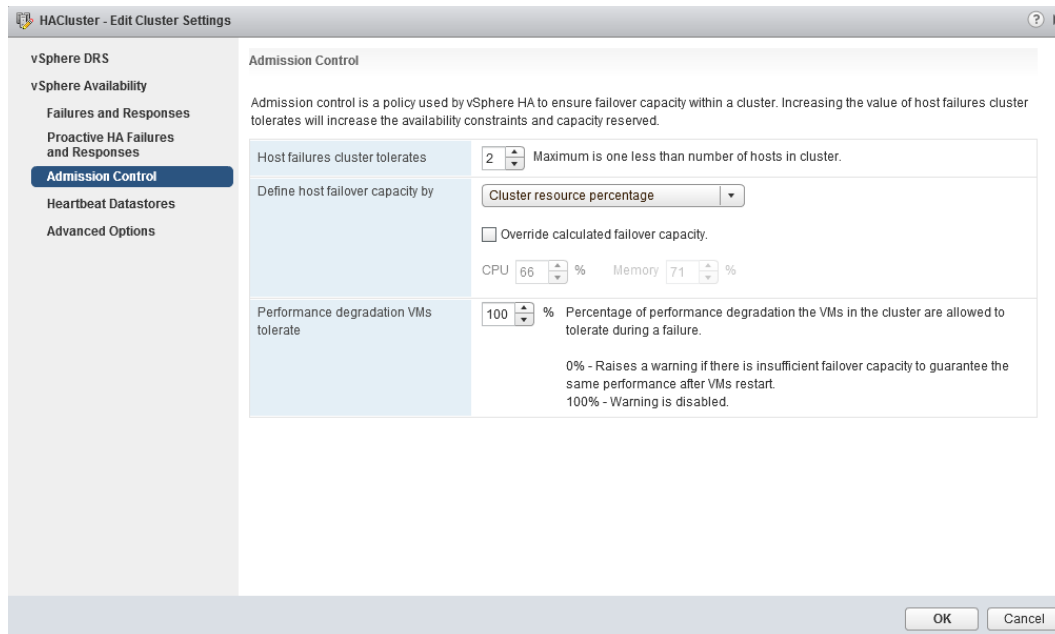 HACluster - Edit Cluster Settings
?
vSphere DRS
vSphere Availability
Failures and Responses
Proactive HA Failures
and Responses
Admission Control
Heartbeat Datastores
Advanced Options
Admission Control
Admission control is a policy used by vSphere HA to ensure failover capacity within a cluster. Increasing the value of host failures cluster
tolerates will increase the availability constraints and capacity reserved.
Host failures cluster tolerates
2 Maximum is one less than number of hosts in cluster.
Define host failover capacity by
Cluster resource percentage
Override calculated failover capacity.
CPU 66 % Memory 71 %
Performance degradation VMs
tolerate
100 % Percentage of performance degradation the VMs in the cluster are allowed to
tolerate during a failure.
0% - Raises a warning if there is insufficient failover capacity to guarantee the
same performance after VMs restart.
100% - Warning is disabled.
OK
Cancel